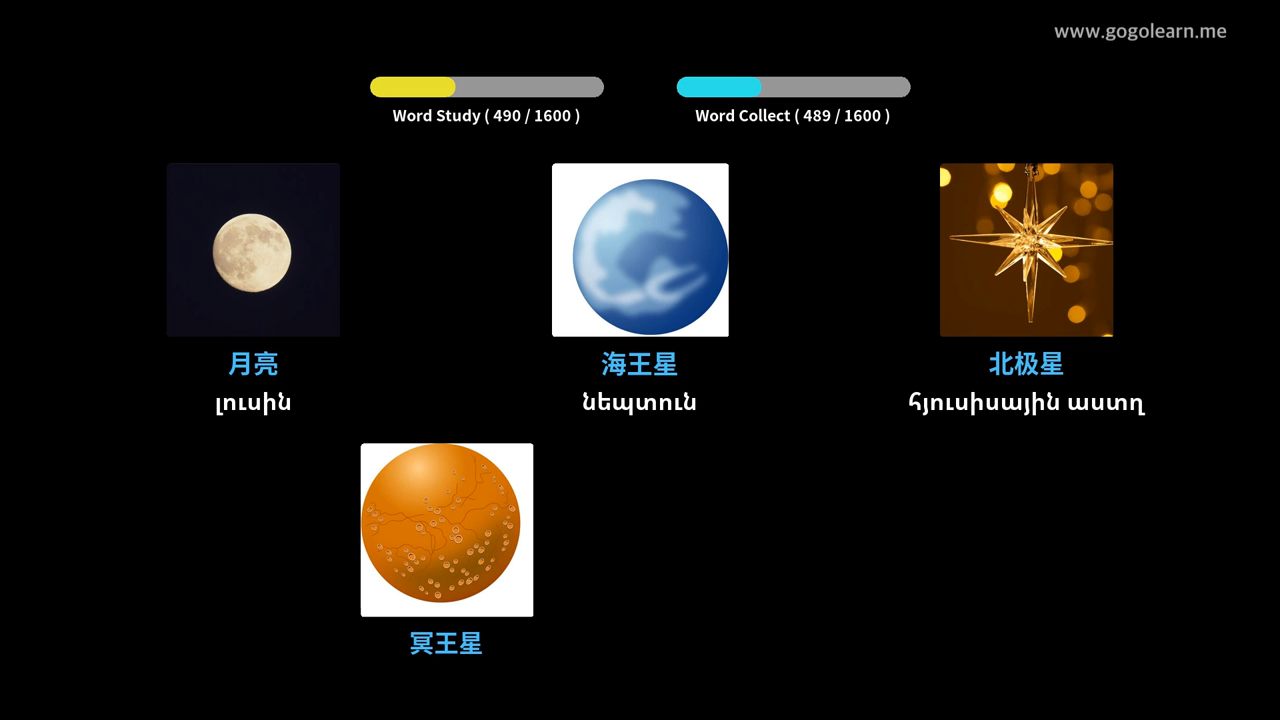 www.gogolearn.me
Word Study ( 490 / 1600 )
Word Collect ( 489 / 1600 )
月亮
լուսին
海王星
նեպտուն
北极星
հյուսիսային աստղ
冥王星